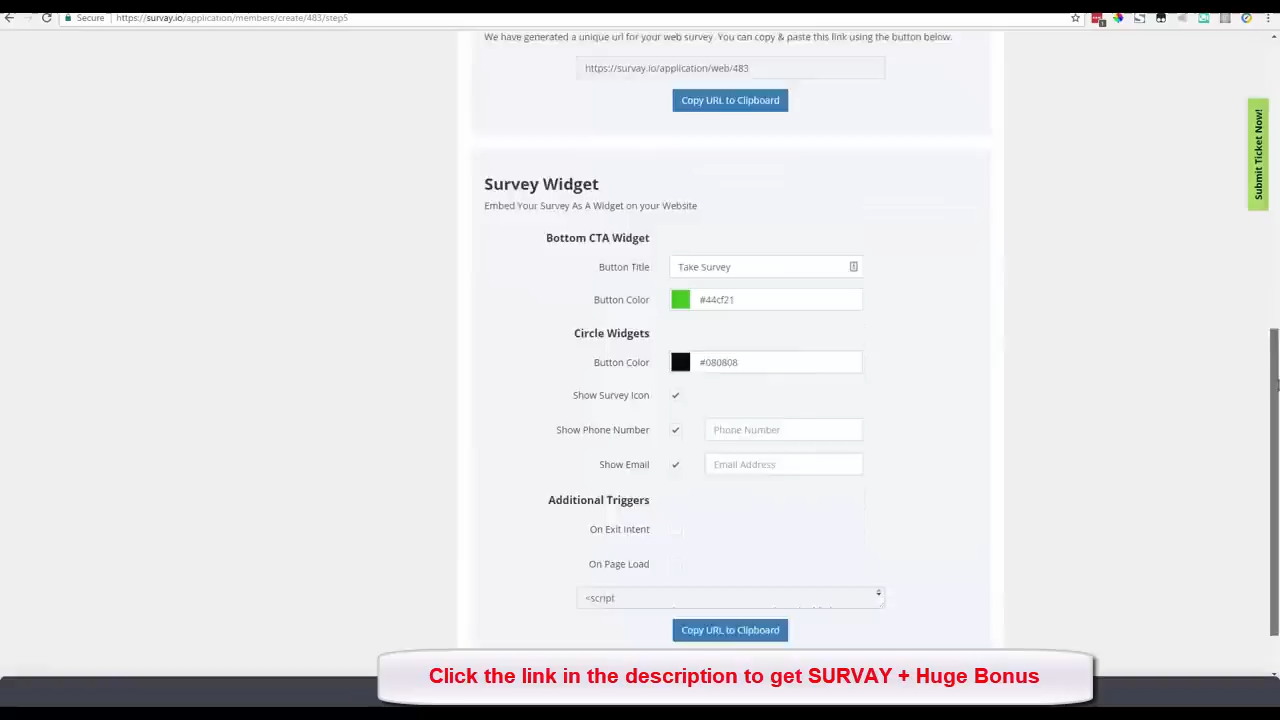 Secure
https://survay.io/application/members/create/483/step5
We have generated a unique url for your web survey. You can copy & paste this link using the button below.
https://survay.io/application/web/483
Copy URL to Clipboard
Submit Ticket Now!
Survey Widget
Embed Your Survey As A Widget on your Website
Bottom CTA Widget
Button Title Take Survey
Button Color #44cf21
Circle Widgets
Button Color #080808
Show Survey Icon
Show Phone Number Phone Number
Show Email Email Address
Additional Triggers
On Exit Intent
On Page Load
<script
Copy URL to Clipboard
Click the link in the description to get SURVAY + Huge Bonus